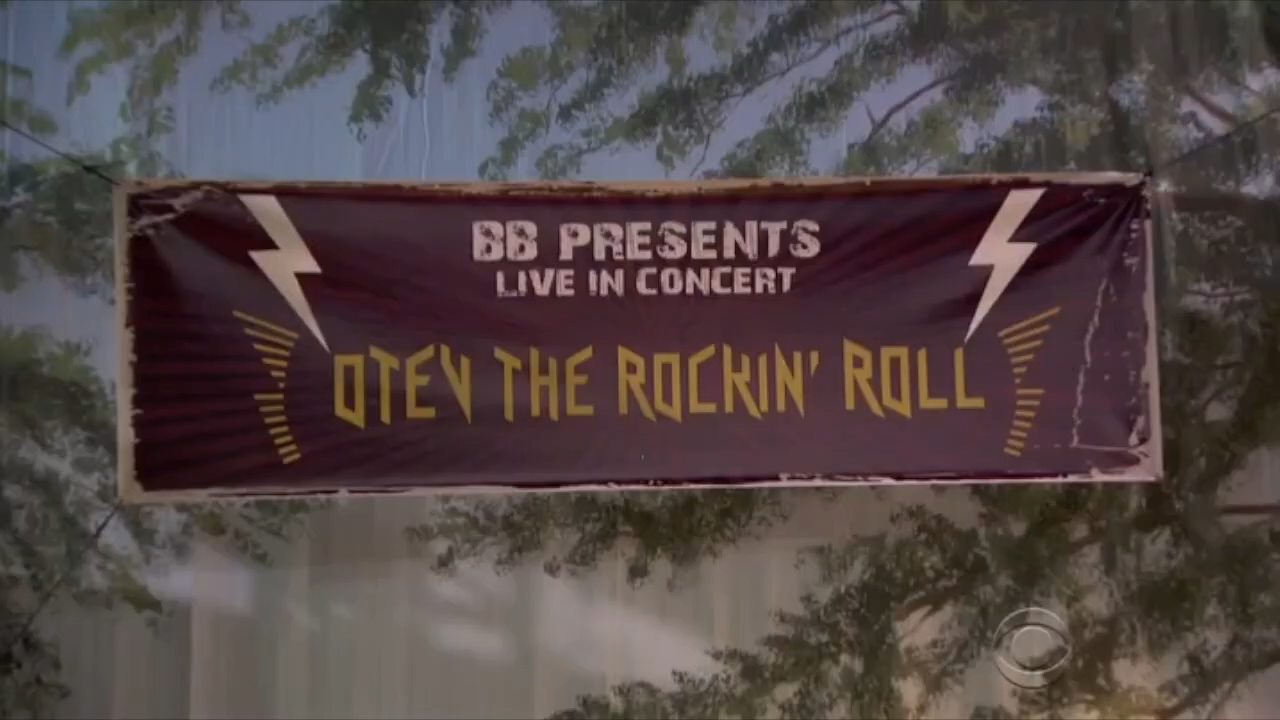 BB PRESENTS
LIVE IN CONCERT
OTEV THE ROCKIN' ROLL